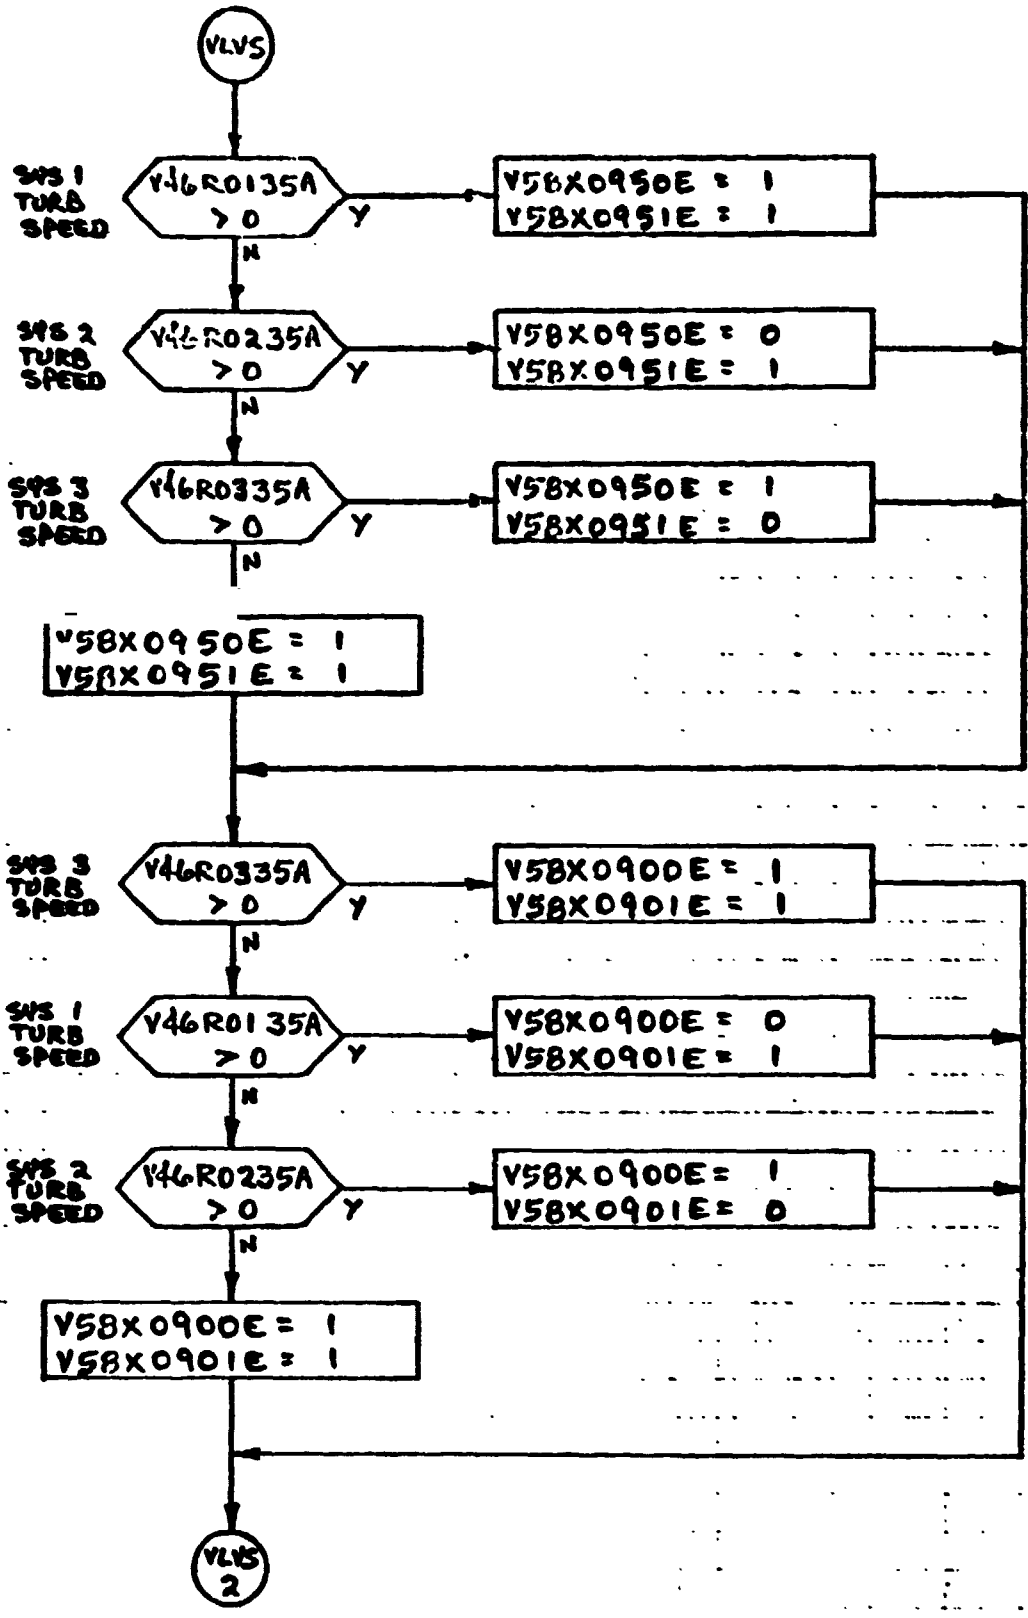 VLVS
SYS 1
TURB
SPEED
V46R0135A
> 0
Y
N
V58X0950E = 1
V58X0951E = 1
SYS 2
TURB
SPEED
V46R0235A
> 0
Y
N
V58X0950E = 0
V58X0951E = 1
SYS 3
TURB
SPEED
V46R0335A
> 0
Y
N
V58X0950E = 1
V58X0951E = 0
V58X0950E = 1
V58X0951E = 1
SYS 3
TURB
SPEED
V46R0335A
> 0
Y
N
V58X0900E = 1
V58X0901E = 1
SYS 1
TURB
SPEED
V46R0135A
> 0
Y
N
V58X0900E = 0
V58X0901E = 1
SYS 2
TURB
SPEED
V46R0235A
> 0
Y
N
V58X0900E = 1
V58X0901E = 0
V58X0900E = 1
V58X0901E = 1
VLVS
2